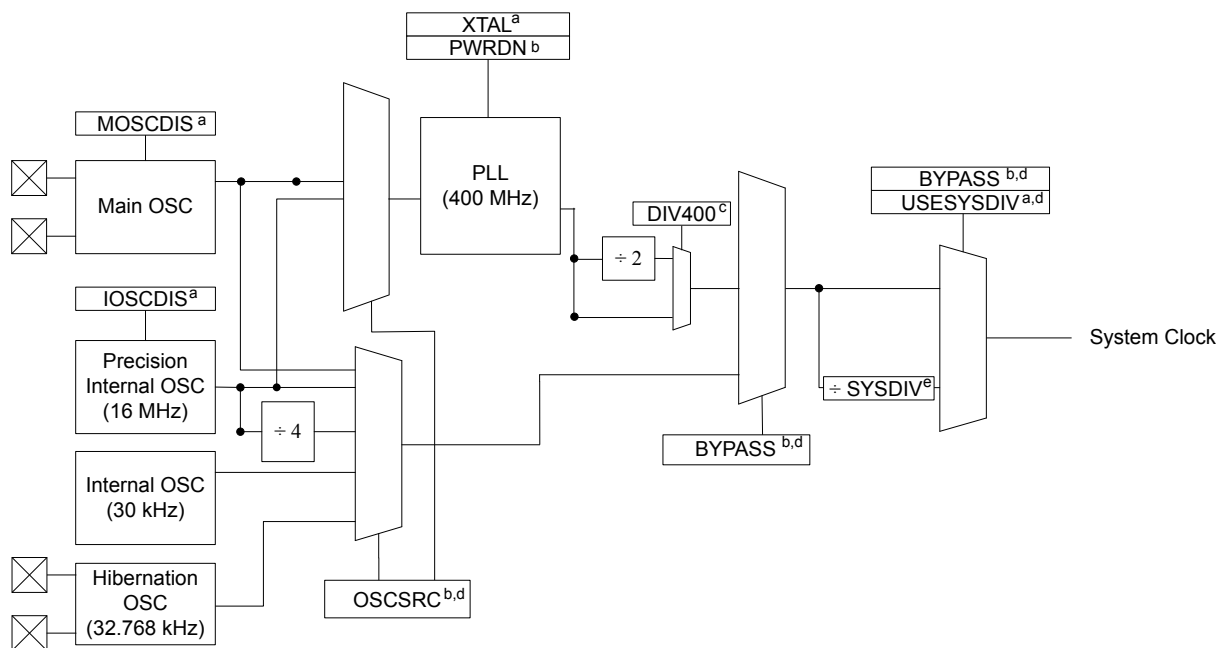 XTAL a
PWRDN b
MOSCDIS a
Main OSC
PLL
(400 MHz)
BYPASS b,d
USESYSDIV a,d
DIV400 c
÷ 2
IOSCDIS a
Precision
Internal OSC
(16 MHz)
÷ 4
System Clock
÷ SYSDIV e
BYPASS b,d
Internal OSC
(30 kHz)
Hibernation
OSC
(32.768 kHz)
OSCSRC b,d